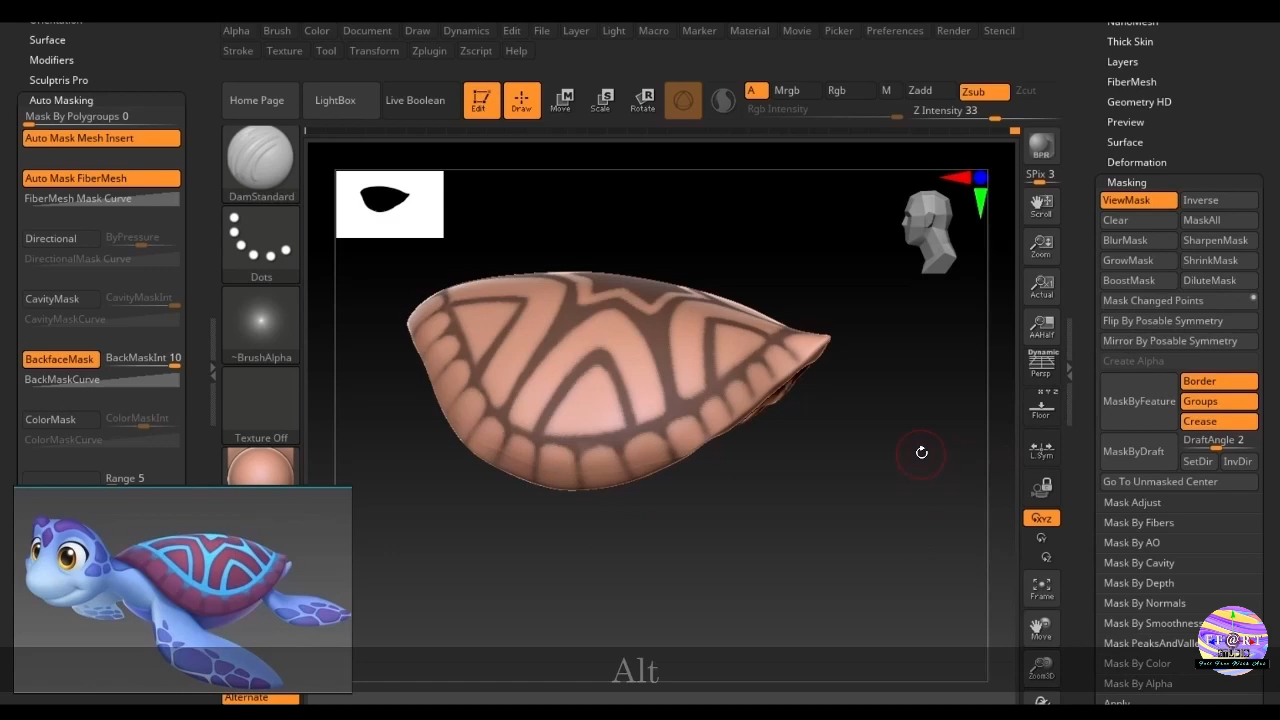 Surface
Modifiers
Sculptris Pro
Auto Masking
Mask By Polygroups 0
Auto Mask Mesh Insert
Auto Mask FiberMesh
FiberMesh Mask Curve
Directional ByPressure
DirectionalMask Curve
CavityMask CavityMaskInt
CavityMaskCurve
BackfaceMask BackMaskInt 10
BackMaskCurve
ColorMask ColorMaskInt
ColorMaskCurve
Range 5
Alpha Brush Color Document Draw Dynamics Edit File Layer Light Macro Marker Material Movie Picker Preferences Render Stencil
Stroke Texture Tool Transform Zplugin Zscript Help
Home Page LightBox Live Boolean Edit Draw Move Scale Rotate
A Mrgb Rgb M Zadd Zsub Zcut
Rgb Intensity Z Intensity 33
DamStandard
Dots
~BrushAlpha
Texture Off
Alternate
Alt
BPR
SPix 3
Scroll
Zoom
Actual
AAHalf
Dynamic
Persp
Floor
L.Sym
XYZ
Frame
Move
Zoom3D
NanoMesh
Thick Skin
Layers
FiberMesh
Geometry HD
Preview
Surface
Deformation
Masking
ViewMask Inverse
Clear MaskAll
BlurMask SharpenMask
GrowMask ShrinkMask
BoostMask DiluteMask
Mask Changed Points
Flip By Posable Symmetry
Mirror By Posable Symmetry
Create Alpha
MaskByFeature Border
Groups
Crease
MaskByDraft DraftAngle 2
SetDir InvDir
Go To Unmasked Center
Mask Adjust
Mask By Fibers
Mask By AO
Mask By Cavity
Mask By Depth
Mask By Normals
Mask By Smoothness
Mask PeaksAndValle
Mask By Color
Mask By Alpha